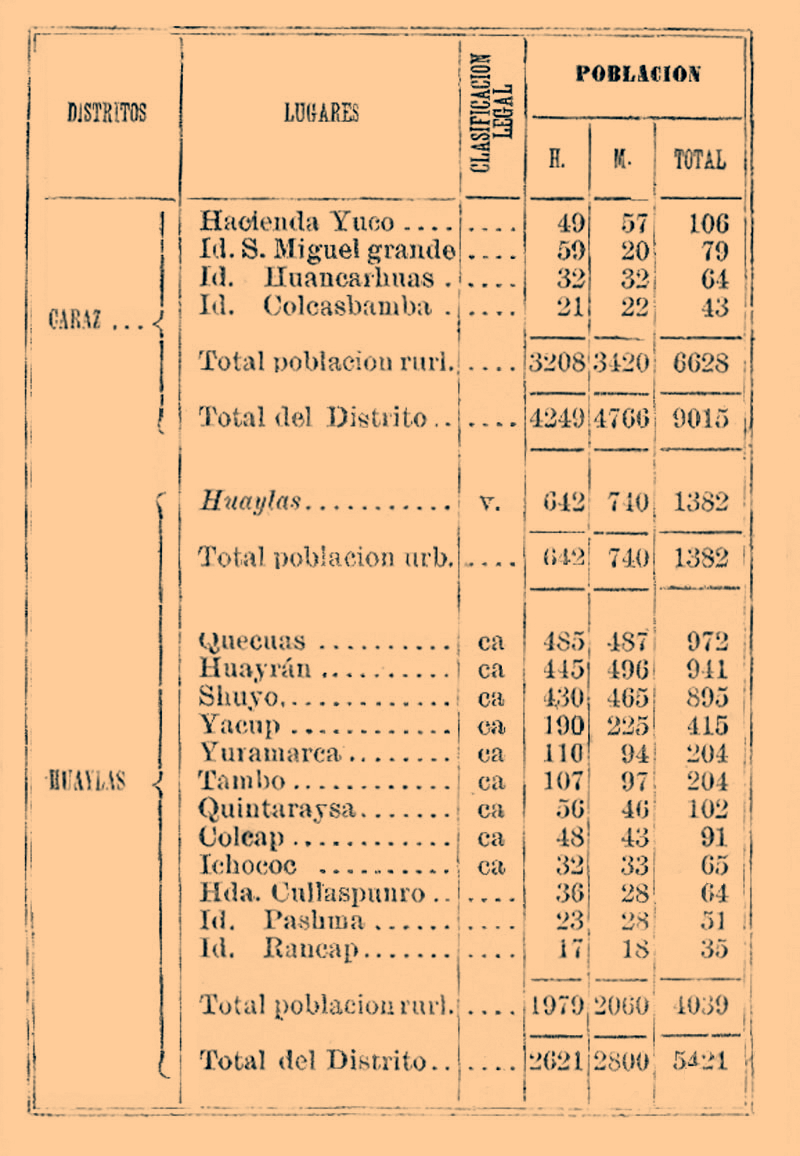 DISTRITOS LUGARES CLASIFICACION LEGAL POBLACION
H. M. TOTAL
Hacienda Yuco .... .... 49 57 106
Id. S. Miguel grande .... 59 20 79
Id. Huancarhuas . .... 32 32 64
Id. Colcasbamba . .... 21 22 43
CARAZ ...
Total poblacion rurl. .... 3208 3420 6628
Total del Distrito .. .... 4249 4766 9015
Huaylas ........... v. 642 740 1382
Total poblacion urb. .... 642 740 1382
Quecuas .......... ca 485 487 972
Huayrán .......... ca 445 496 941
Shuyo............. ca 430 465 895
Yacup ............ ca 190 225 415
Yuramarca ........ ca 110 94 204
HUAYLAS Tambo ............ ca 107 97 204
Quintaraysa....... ca 56 46 102
Colcap ............ ca 48 43 91
Ichococ .......... ca 32 33 65
Hda. Cullaspunro .. .... 36 28 64
Id. Pashma ...... .... 23 28 51
Id. Rancap....... .... 17 18 35
Total poblacion rurl. .... 1979 2060 4039
Total del Distrito .. .... 2621 2800 5421